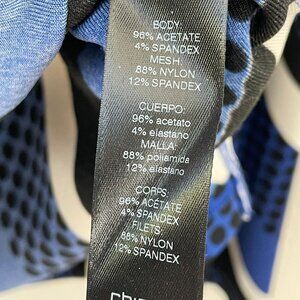 BODY:
96% ACETATE
4% SPANDEX
MESH:
88% NYLON
12% SPANDEX
CUERPO:
96% acetato
4% elastano
MALLA:
88% poliamida
12% elastano
CORPS:
96% ACÉTATE
4% SPANDEX
FILETS:
88% NYLON
12% SPANDEX